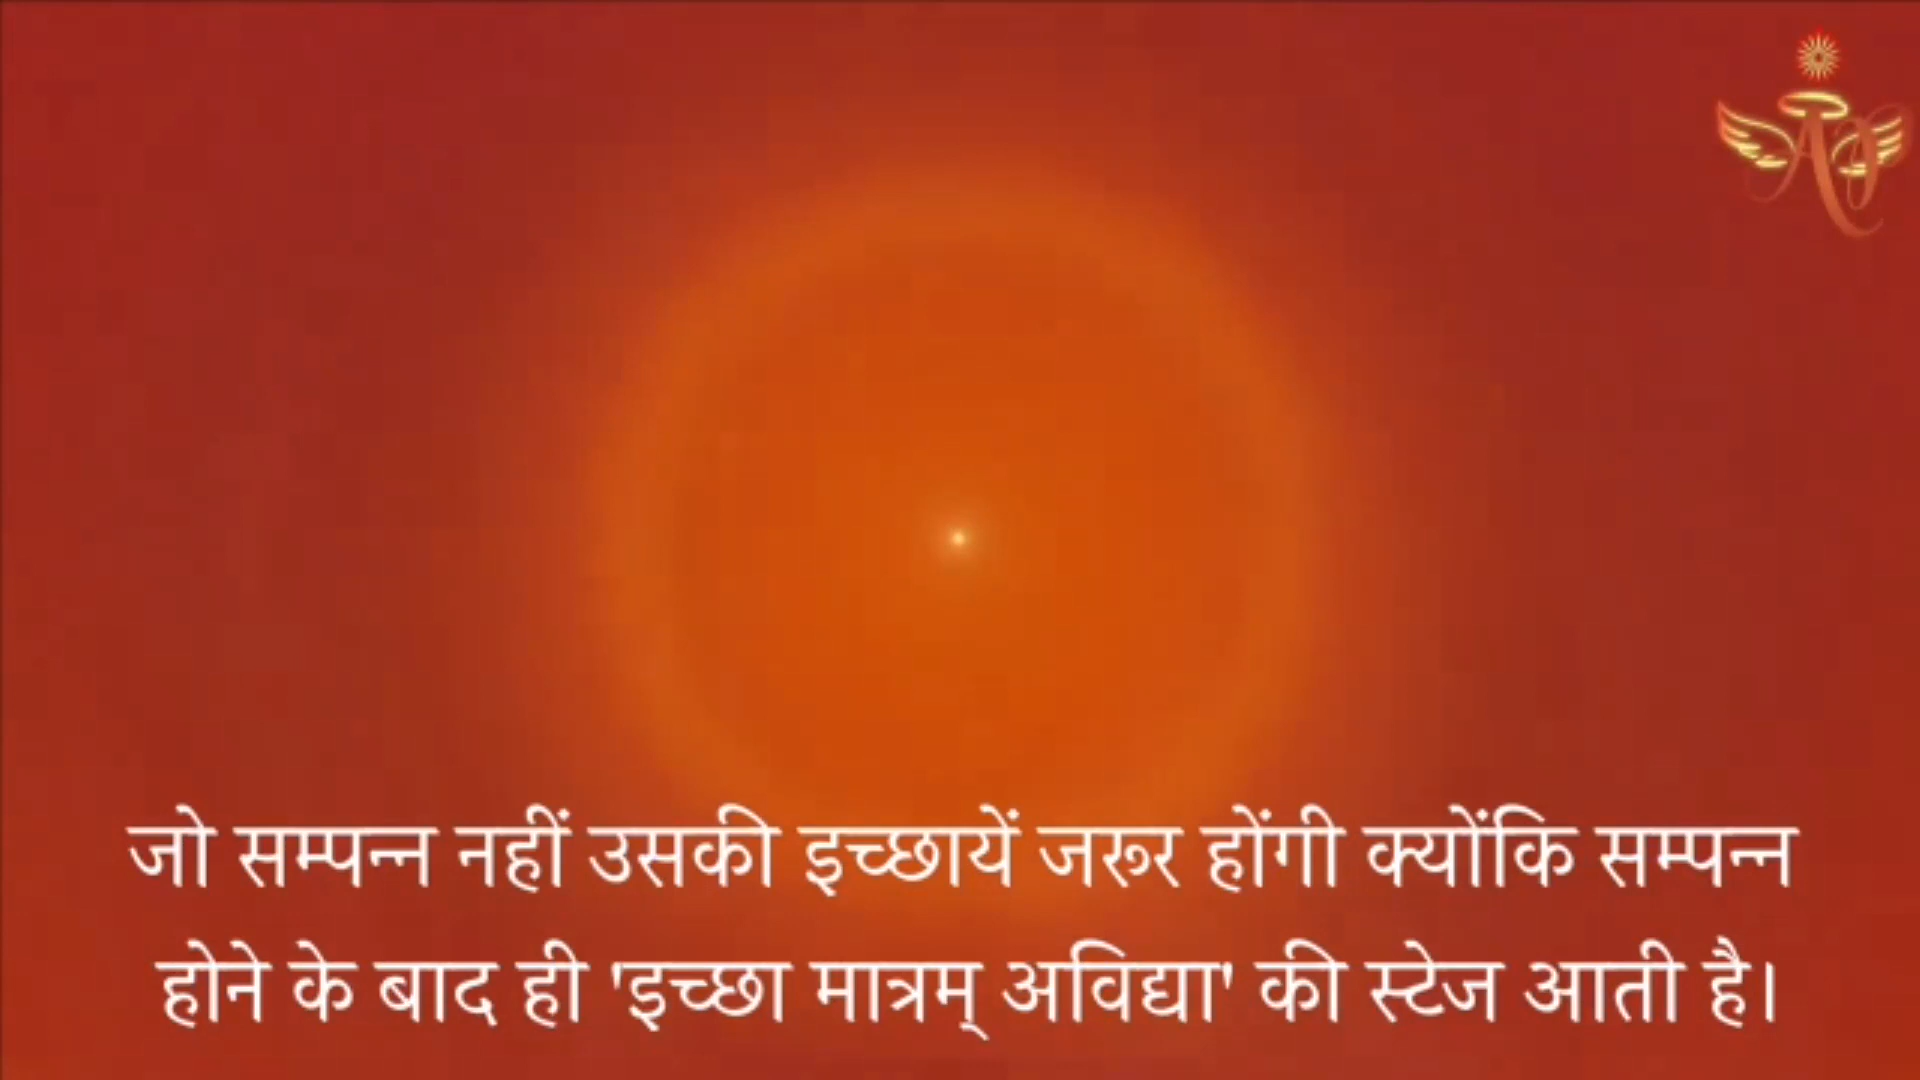 जो सम्पन्न नहीं उसकी इच्छायें जरूर होंगी क्योंकि सम्पन्न
होने के बाद ही 'इच्छा मात्रम् अविद्या' की स्टेज आती है।